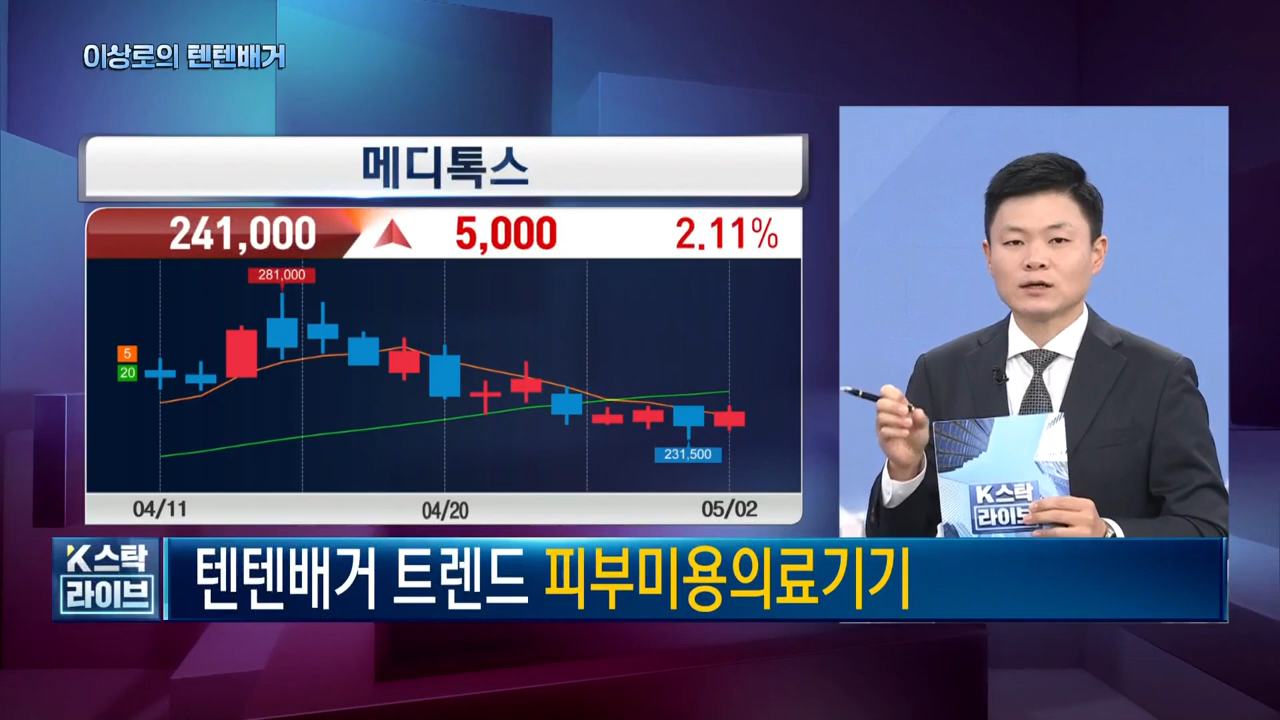 이상로의 텐텐배거
메디톡스
241,000 ▲ 5,000 2.11%
281,000
5
20
231,500
04/11 04/20 05/02
K스탁
라이브
K스탁
라이브
텐텐배거 트렌드 피부미용의료기기